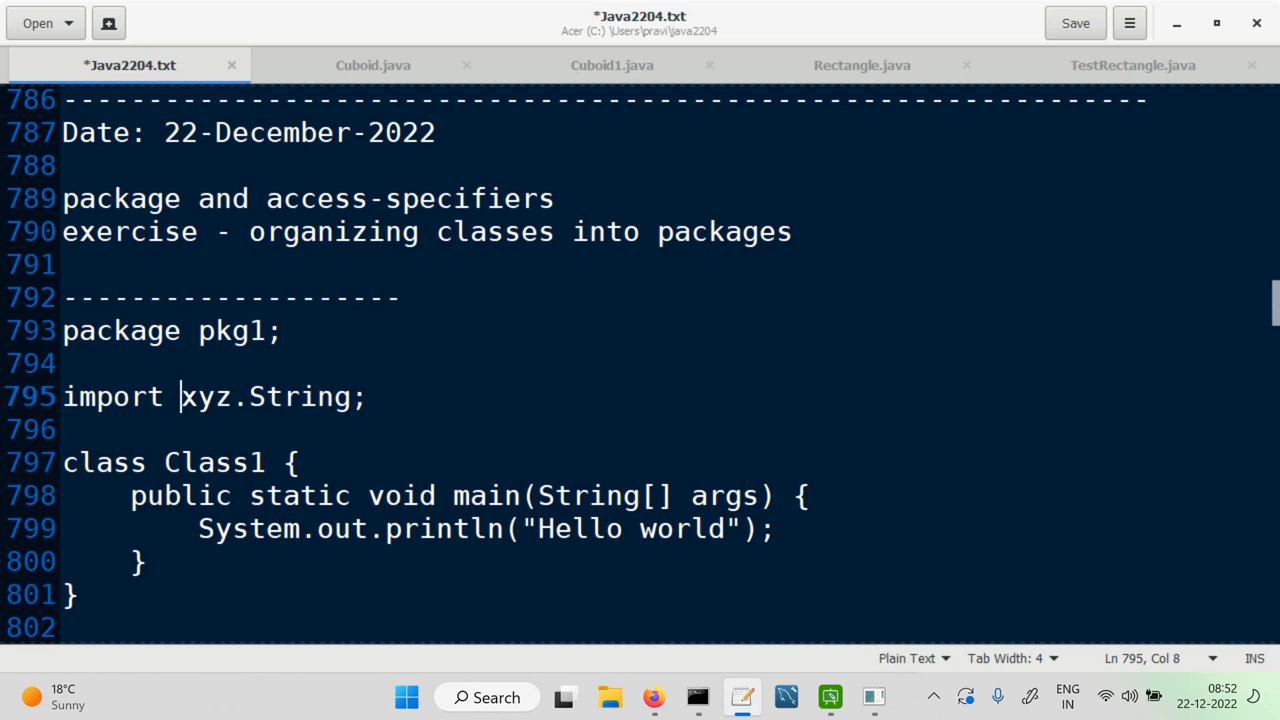 Open
*Java2204.txt
Acer (C:) \Users\pravi\java2204
Save
*Java2204.txt
Cuboid.java
Cuboid1.java
Rectangle.java
TestRectangle.java
786 ----------------------------------------------------------------
787 Date: 22-December-2022
788
789 package and access-specifiers
790 exercise - organizing classes into packages
791
792 --------------------
793 package pkg1;
794
795 import xyz.String;
796
797 class Class1 {
798     public static void main(String[] args) {
799         System.out.println("Hello world");
800     }
801 }
802
Plain Text
Tab Width: 4
Ln 795, Col 8
INS
18°C
Sunny
Search
ENG
IN
08:52
22-12-2022